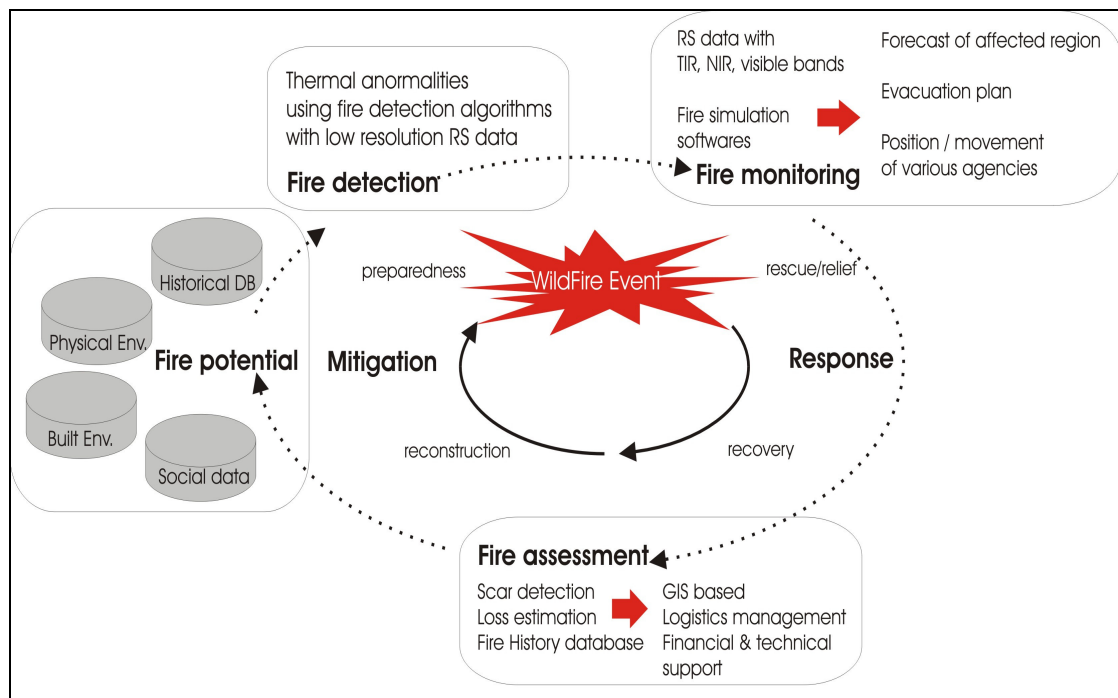 Thermal anormalities
using fire detection algorithms
with low resolution RS data
Fire detection
RS data with
TIR, NIR, visible bands
Fire simulation
softwares
Forecast of affected region
Evacuation plan
Position / movement
of various agencies
Fire monitoring
Historical DB
Physical Env.
Fire potential
Built Env.
Social data
preparedness
WildFire Event
rescue/relief
Mitigation
Response
reconstruction
recovery
Fire assessment
Scar detection
Loss estimation
Fire History database
GIS based
Logistics management
Financial & technical
support